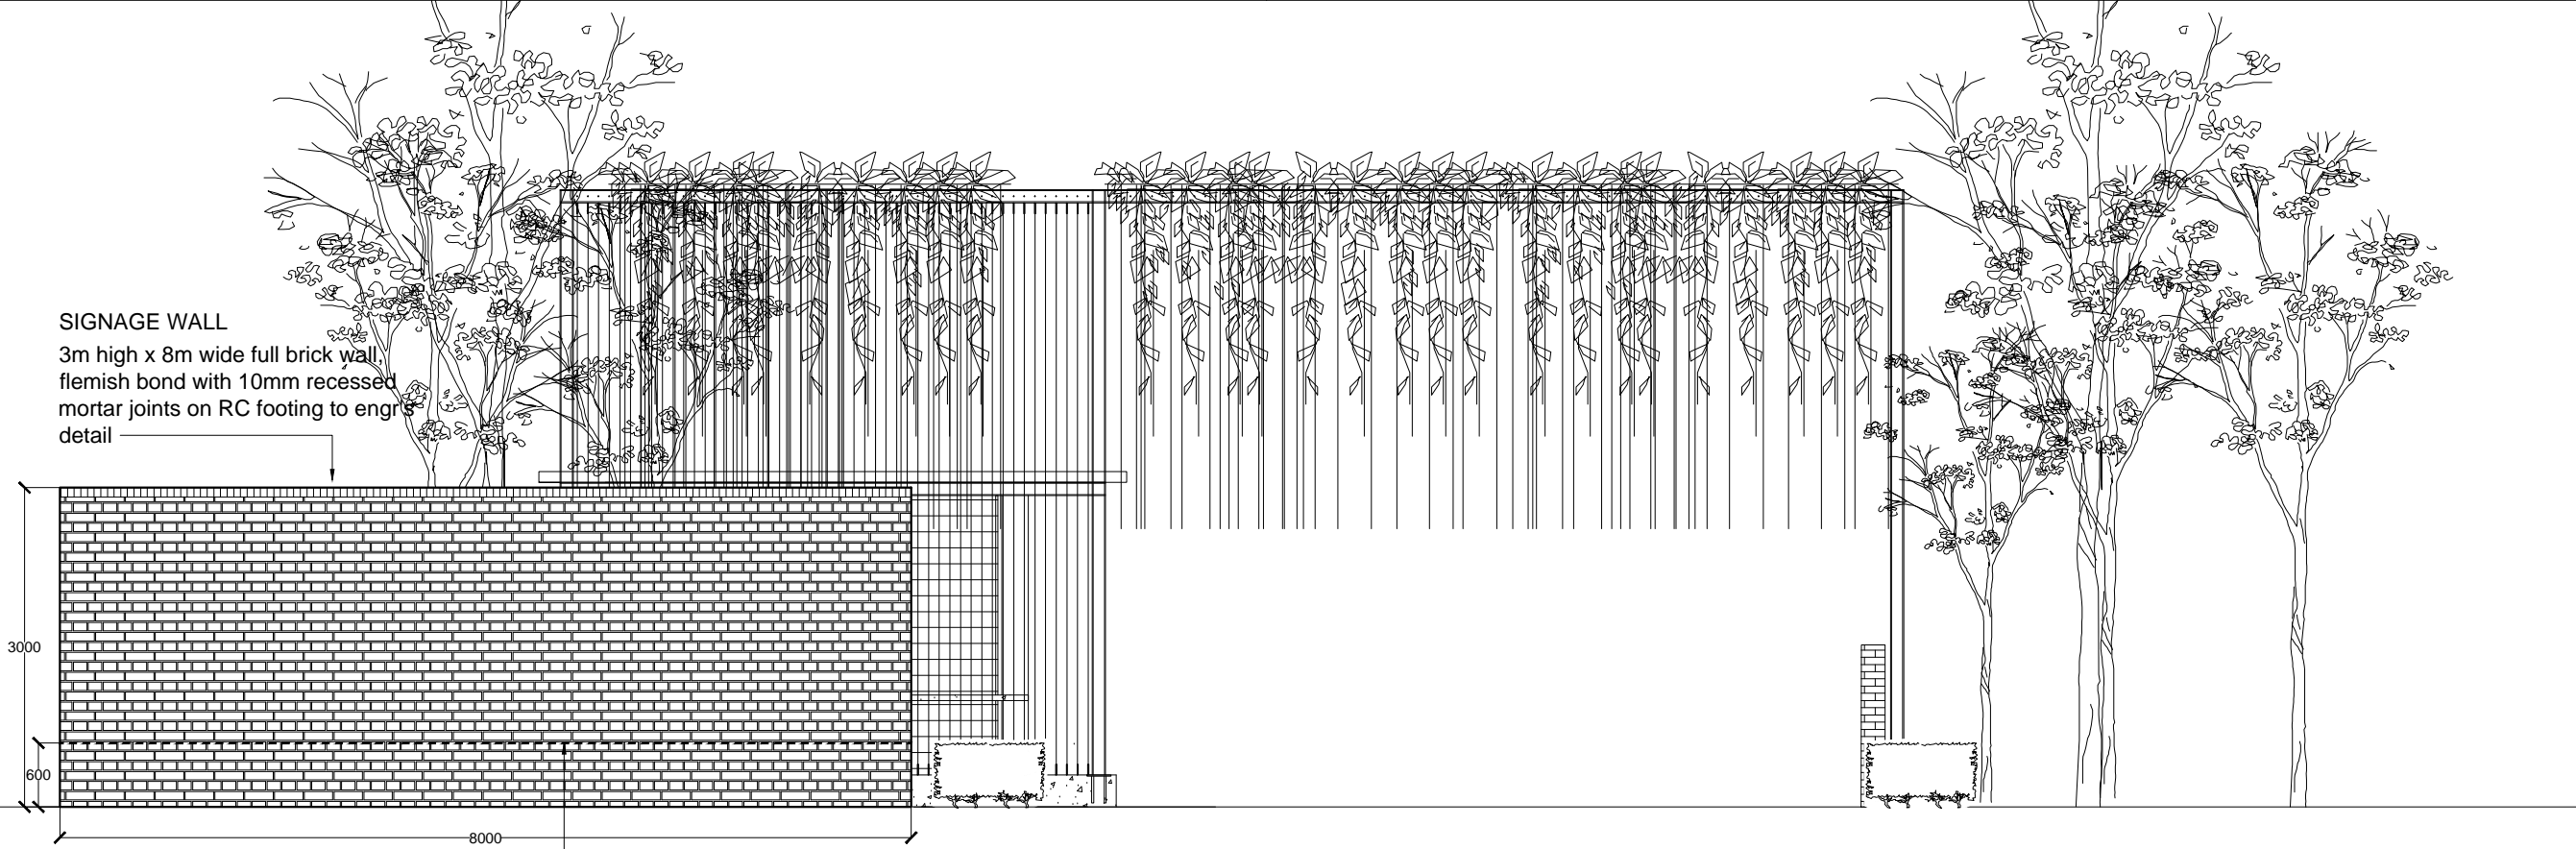 SIGNAGE WALL
3m high x 8m wide full brick wall,
flemish bond with 10mm recessed
mortar joints on RC footing to engr's
detail
3000
600
8000